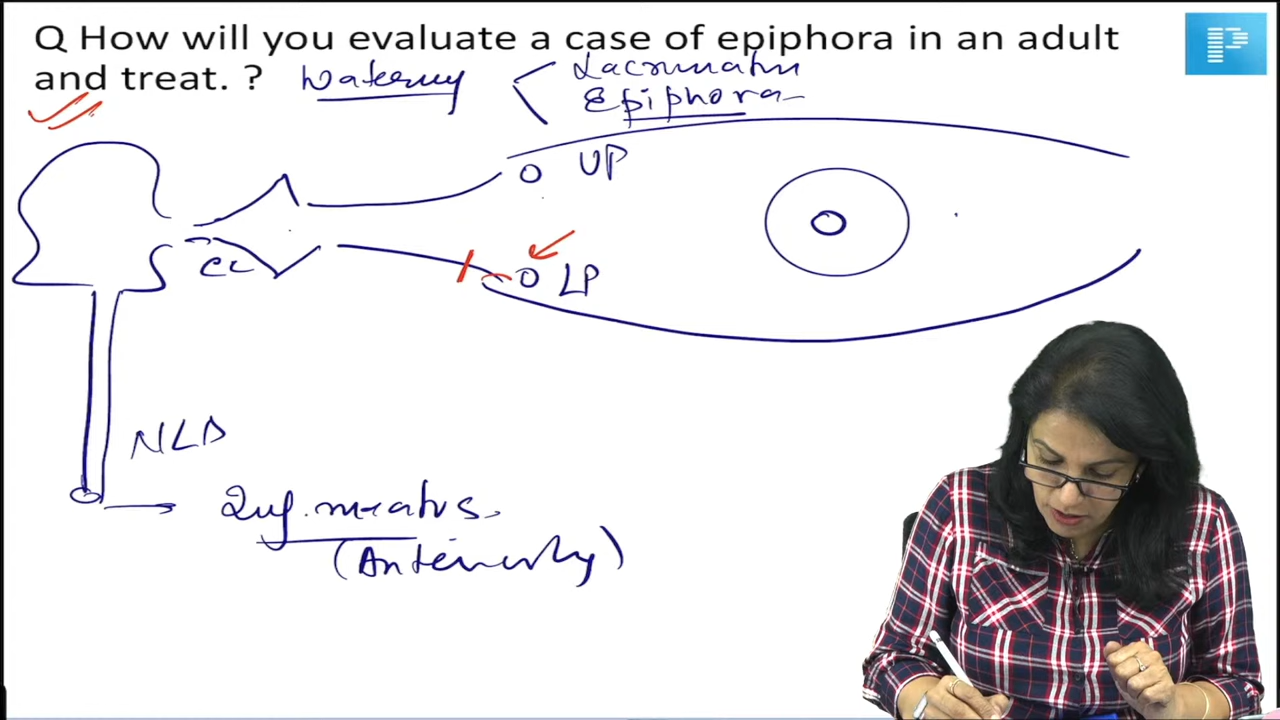 Q How will you evaluate a case of epiphora in an adult
and treat. ?
Watering
Lacrimation
Epiphora
UP
CC
LP
NLD
Inf. meatus.
(Anteriorly)
P